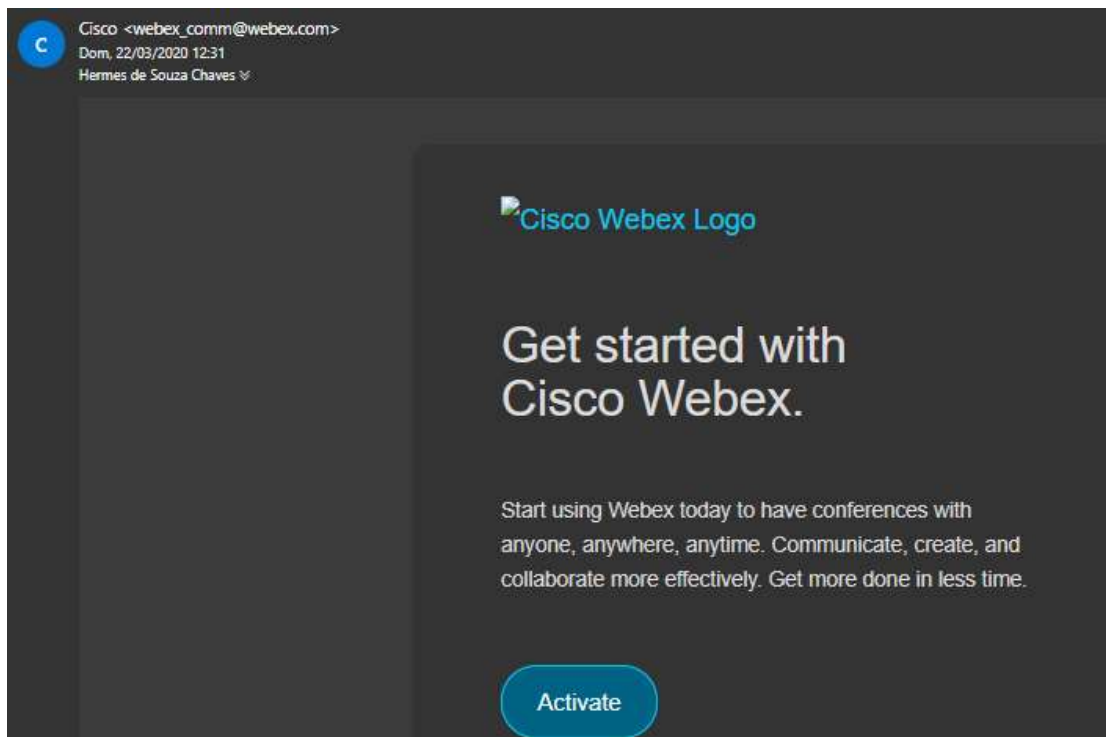 C
Cisco <webex_comm@webex.com>
Dom, 22/03/2020 12:31
Hermes de Souza Chaves
Cisco Webex Logo
Get started with
Cisco Webex.
Start using Webex today to have conferences with
anyone, anywhere, anytime. Communicate, create, and
collaborate more effectively. Get more done in less time.
Activate